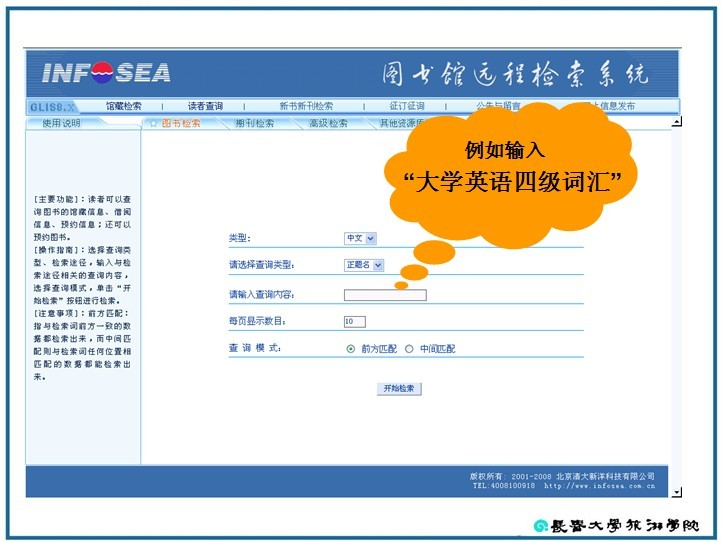 INFOSEA
图书馆远程检索系统
GLIS8.X 馆藏检索 | 读者查询 | 新书新刊检索 | 征订征询 | 公告与留言 上信息发布
使用说明 图书检索 期刊检索 高级检索 其他资源库
例如输入
“大学英语四级词汇”
[主要功能]：读者可以查
询图书的馆藏信息、借阅
信息、预约信息；还可以
预约图书。
[操作指南]：选择查询类
型、检索途径，输入与检
索途径相关的查询内容，
选择查询模式，单击“开
始检索”按钮进行检索。
[注意事项]：前方匹配：
指与检索词前方一致的数
据都检索出来，而中间匹
配则与检索词任何位置相
匹配的数据都能检索出
来。
类型： 中文
请选择查询类型： 正题名
请输入查询内容：
每页显示数目： 10
查 询 模 式： 前方匹配 中间匹配
开始检索
版权所有：2001-2008 北京清大新洋科技有限公司
TEL:4008100918 http://www.infosea.com.cn
长春大学旅游学院